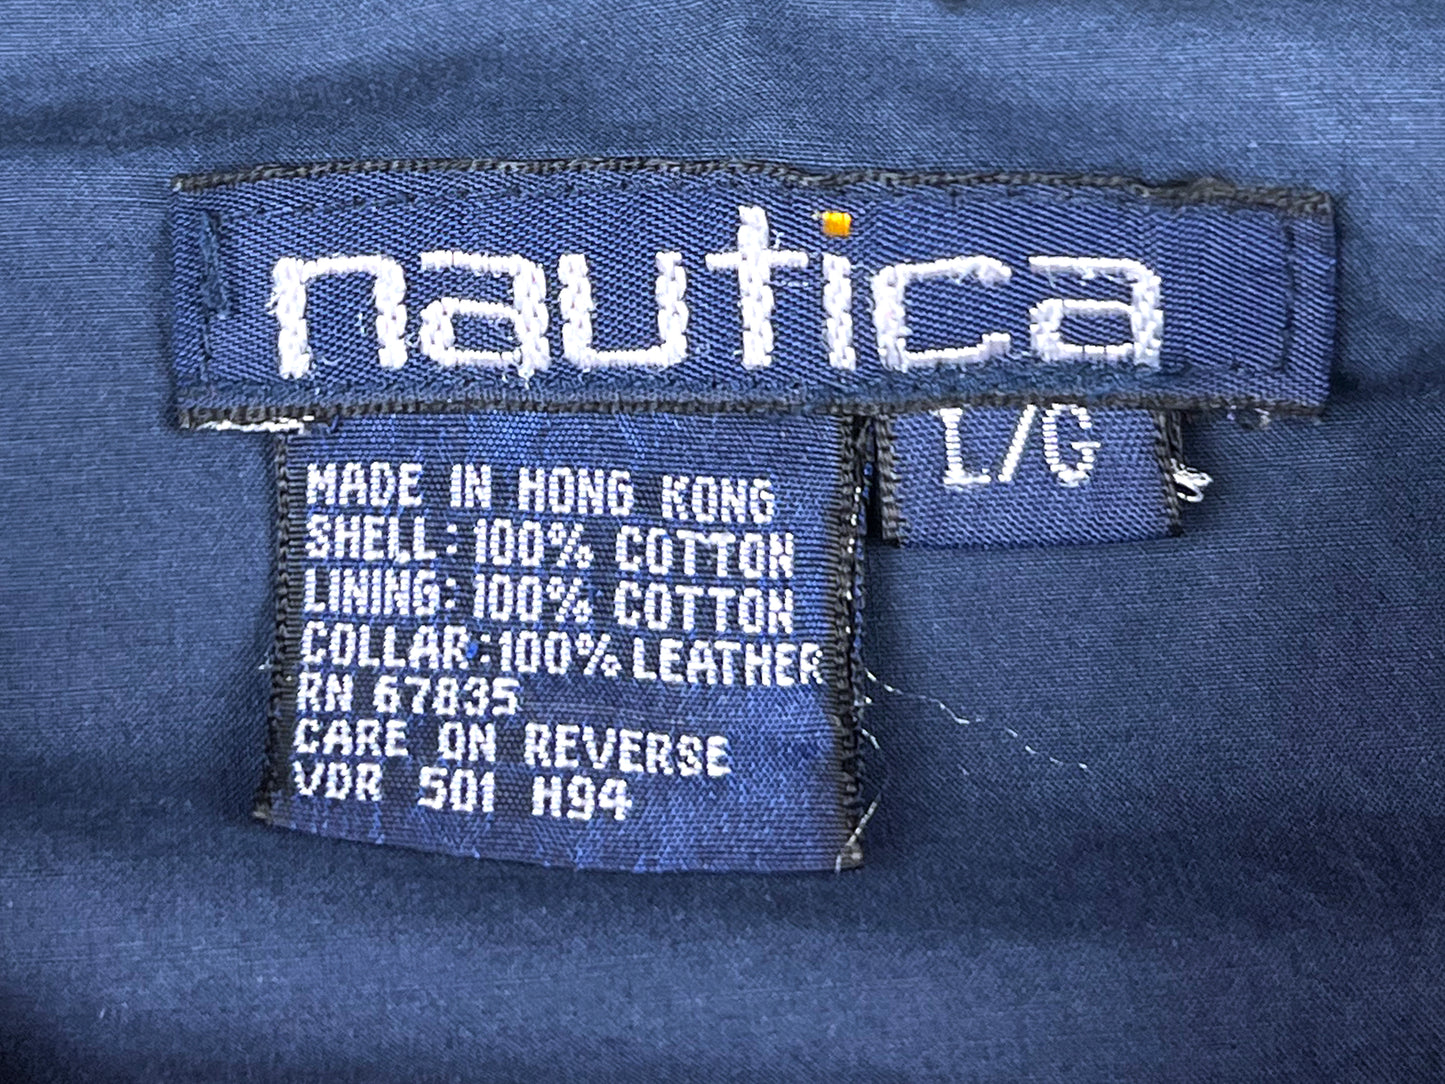 nautica
L/G
MADE IN HONG KONG
SHELL: 100% COTTON
LINING: 100% COTTON
COLLAR: 100% LEATHER
RN 67835
CARE ON REVERSE
VDR 501 H94